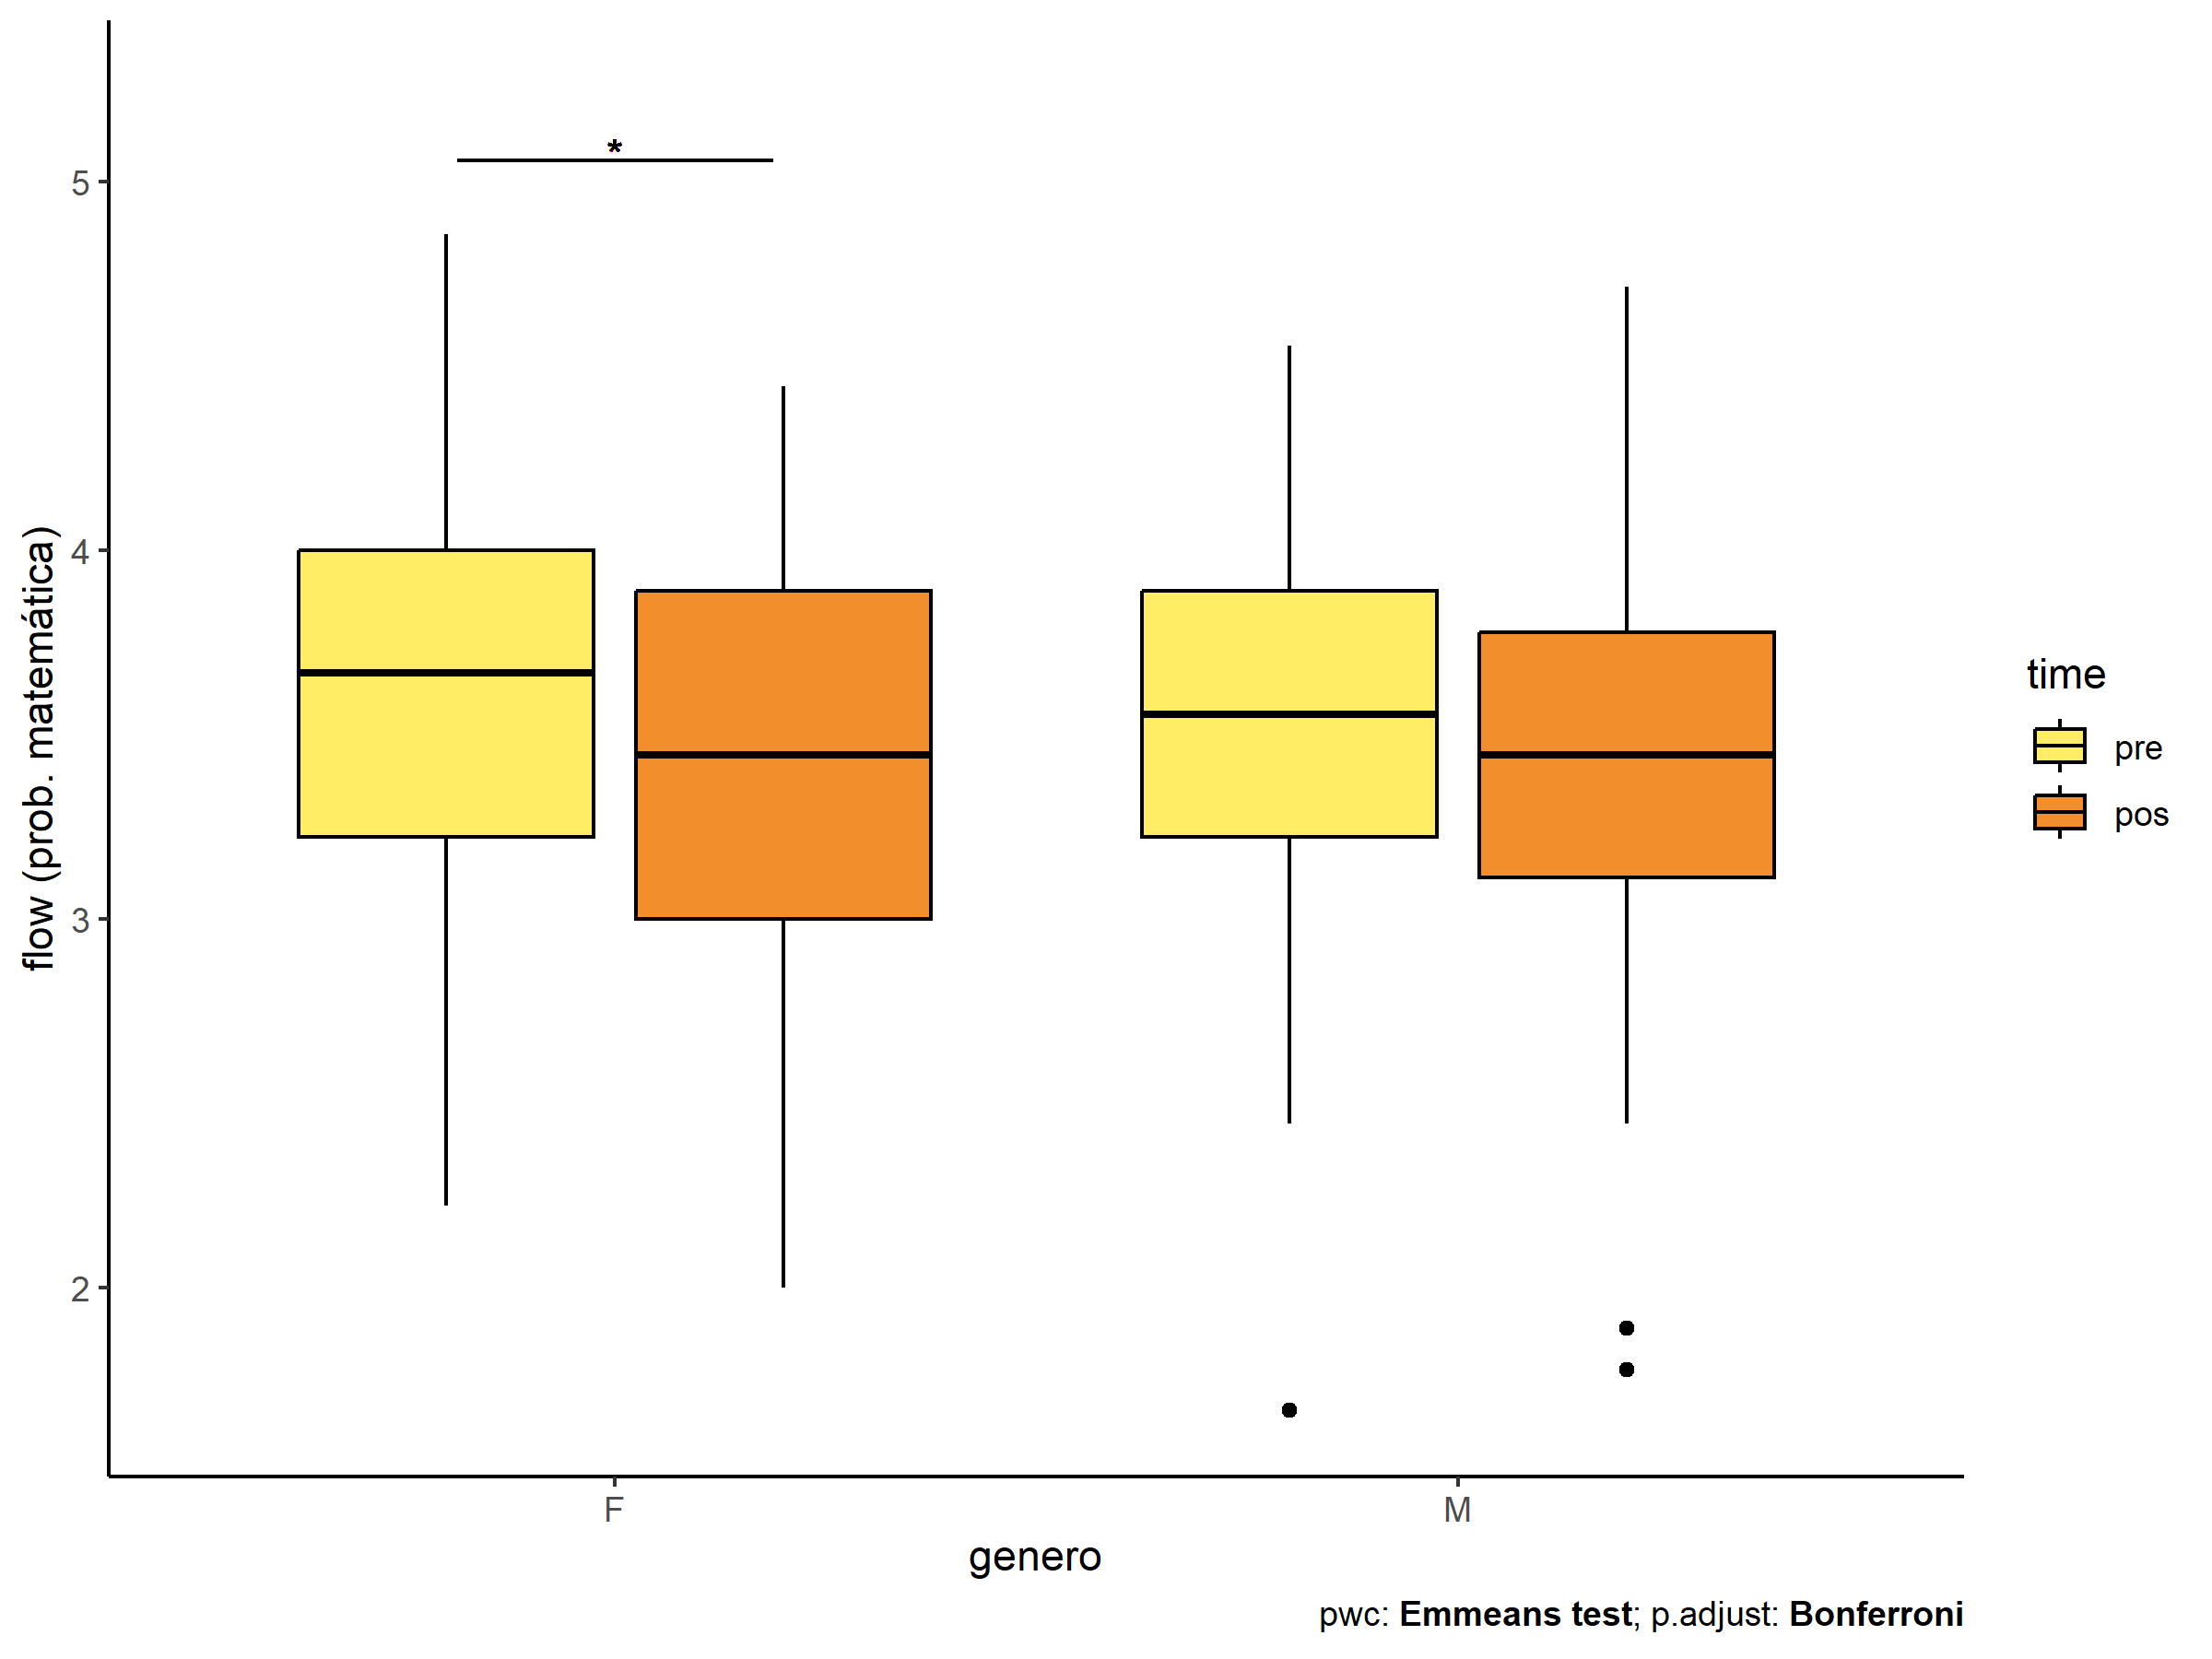 *
5
4
3
2
flow (prob. matemática)
F
M
genero
time
pre
pos
pwc: Emmeans test; p.adjust: Bonferroni